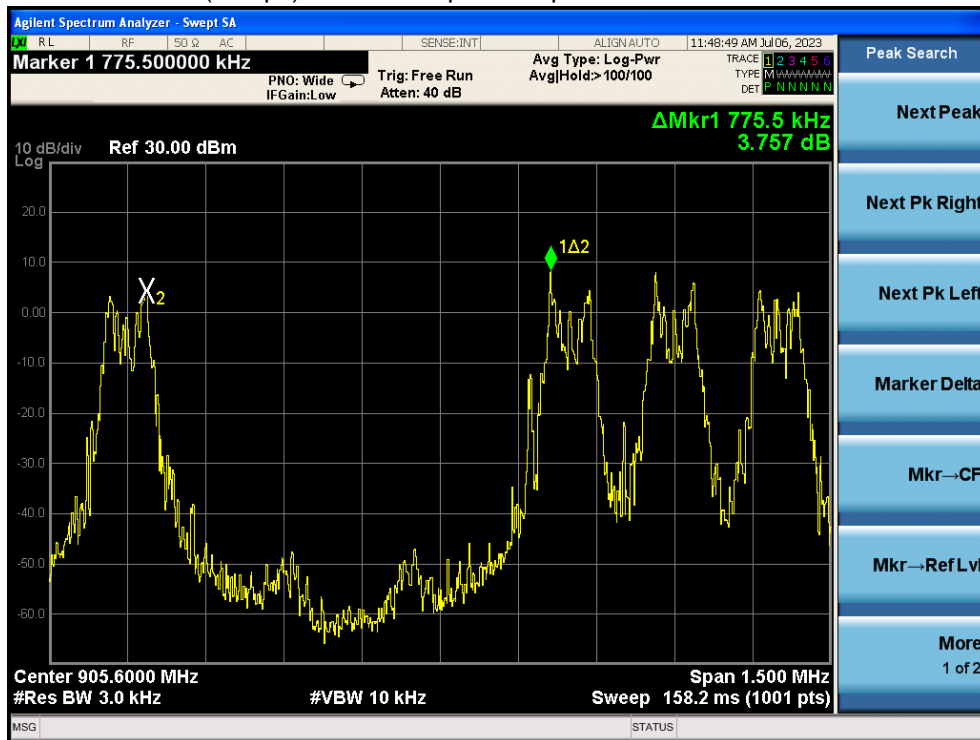 Agilent Spectrum Analyzer - Swept SA
LXI RL RF 50 Ω AC SENSE:INT ALIGN AUTO 11:48:49 AM Jul 06, 2023
Marker 1 775.500000 kHz
PNO: Wide
IFGain:Low
Trig: Free Run
Atten: 40 dB
Avg Type: Log-Pwr
Avg|Hold:> 100/100
TRACE 1 2 3 4 5 6
TYPE M WWWWW
DET P N N N N N
Peak Search
Next Peak
Next Pk Right
Next Pk Left
Marker Delta
Mkr→CF
Mkr→Ref Lvl
More
1 of 2
ΔMkr1 775.5 kHz
3.757 dB
10 dB/div Ref 30.00 dBm
Log
20.0
10.0
0.00
-10.0
-20.0
-30.0
-40.0
-50.0
-60.0
X2
1Δ2
Center 905.6000 MHz Span 1.500 MHz
#Res BW 3.0 kHz #VBW 10 kHz Sweep 158.2 ms (1001 pts)
MSG STATUS